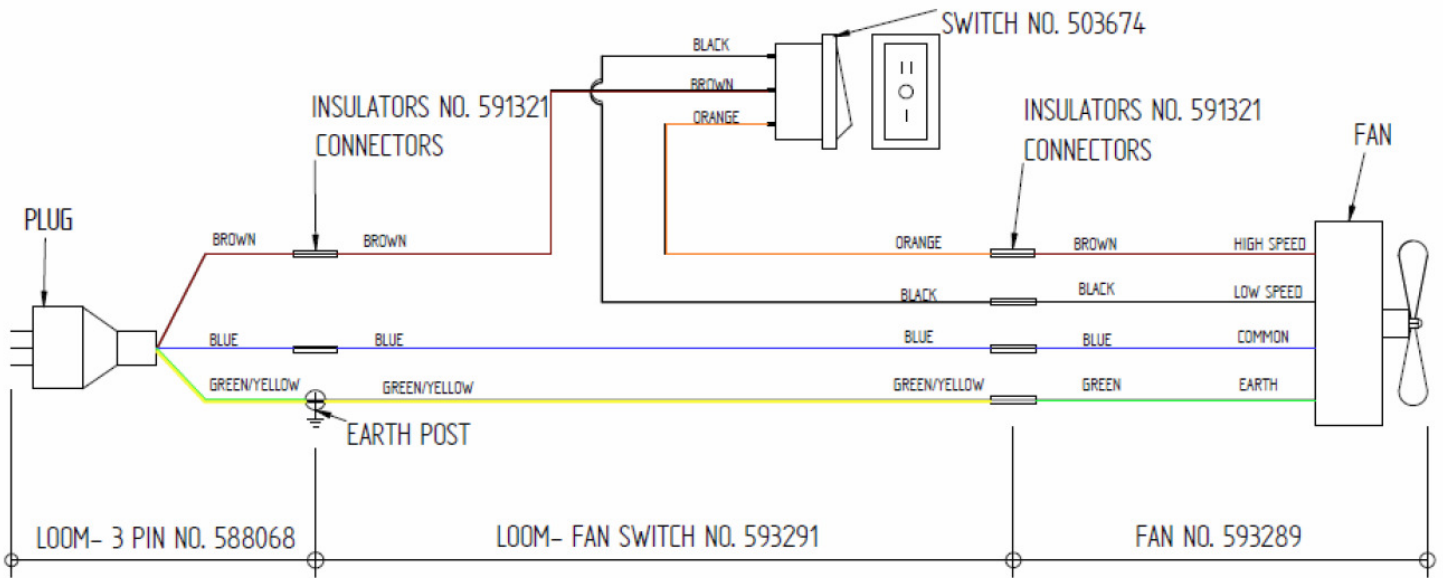 SWITCH NO. 503674
BLACK
BROWN
ORANGE
II
O
I
INSULATORS NO. 591321
CONNECTORS
INSULATORS NO. 591321
CONNECTORS
FAN
PLUG
BROWN
BROWN
ORANGE
BROWN
HIGH SPEED
BLACK
BLACK
LOW SPEED
BLUE
BLUE
BLUE
BLUE
COMMON
GREEN/YELLOW
GREEN/YELLOW
GREEN/YELLOW
GREEN
EARTH
EARTH POST
LOOM- 3 PIN NO. 588068
LOOM- FAN SWITCH NO. 593291
FAN NO. 593289